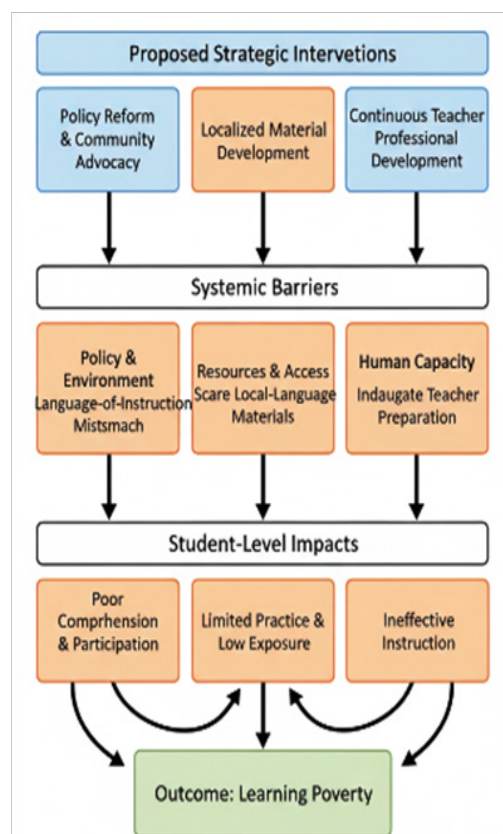 Proposed Strategic Intervetions
Policy Reform
& Community
Advocacy
Localized Material
Development
Continuous Teacher
Professional
Development
Systemic Barriers
Policy &
Environment
Language-of-Instruction
Mistsmach
Resources & Access
Scare Local-Language
Materials
Human Capacity
Indaugate Teacher
Preparation
Student-Level Impacts
Poor
Comprhension
& Participation
Limited Practice &
Low Exposure
Ineffective
Instruction
Outcome: Learning Poverty